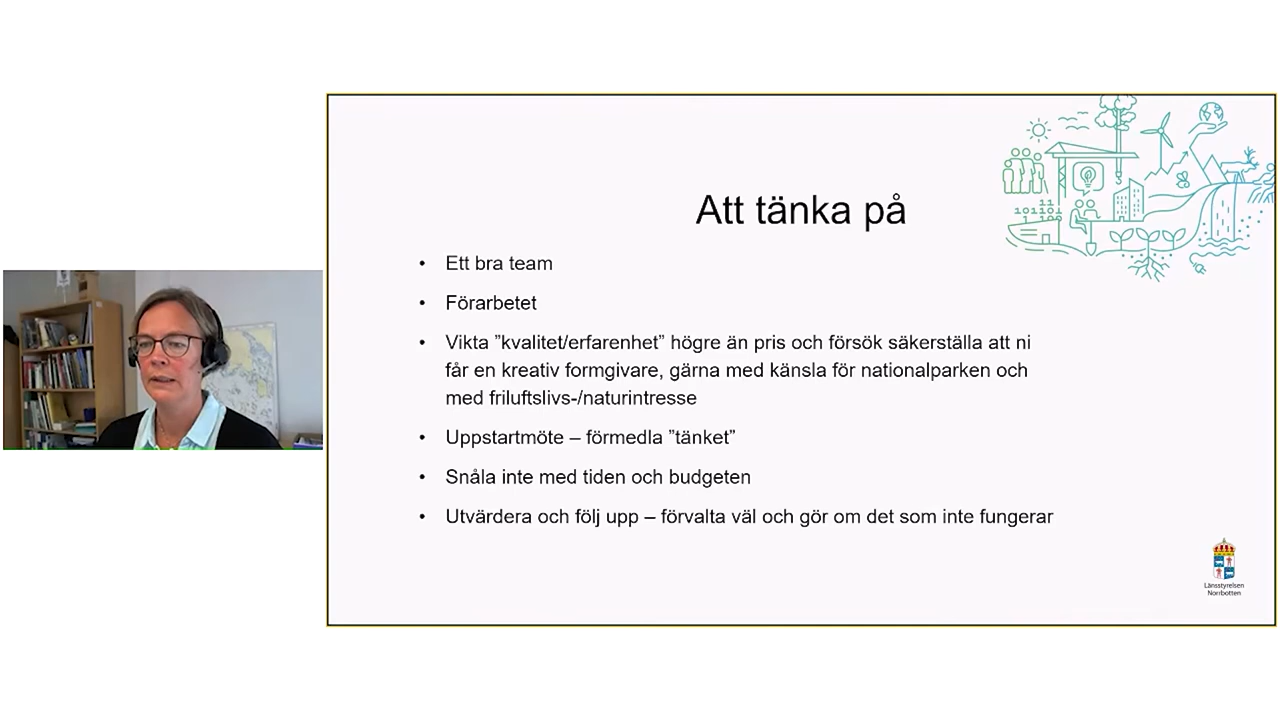 Att tänka på
• Ett bra team
• Förarbetet
• Vikta ”kvalitet/erfarenhet” högre än pris och försök säkerställa att ni
får en kreativ formgivare, gärna med känsla för nationalparken och
med friluftslivs-/naturintresse
• Uppstartmöte – förmedla ”tänket”
• Snåla inte med tiden och budgeten
• Utvärdera och följ upp – förvalta väl och gör om det som inte fungerar
Länsstyrelsen
Norrbotten